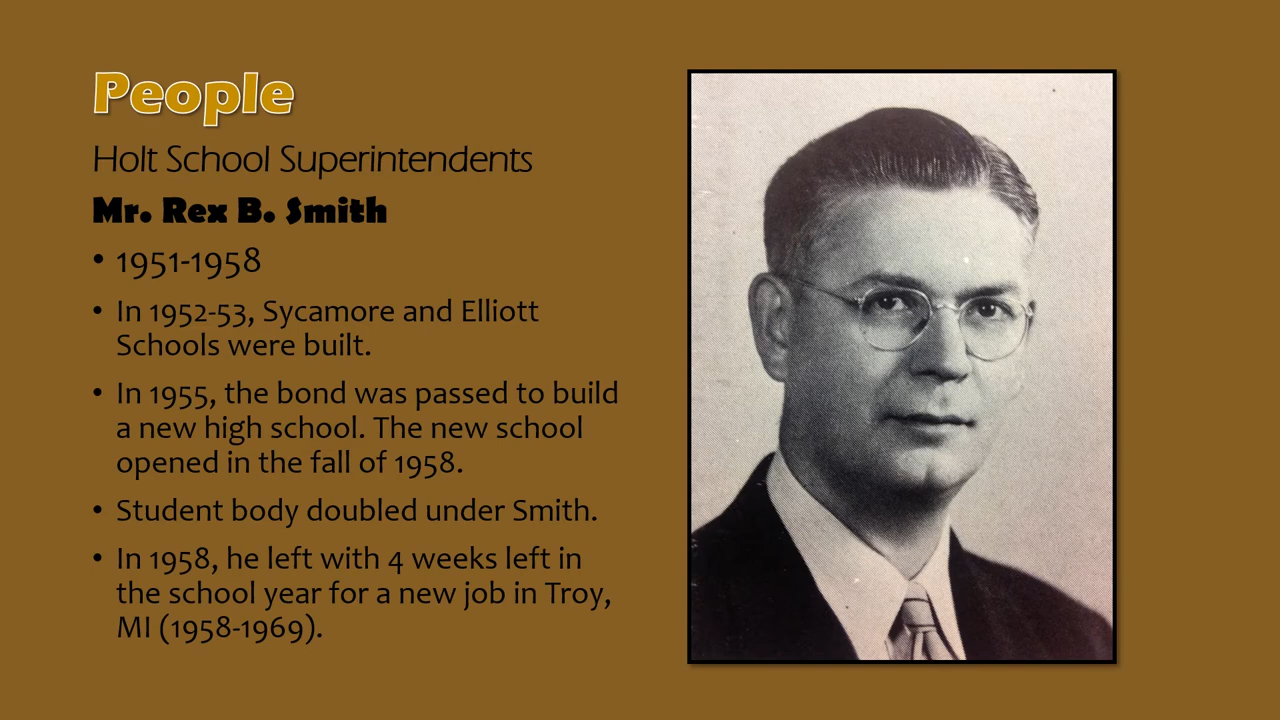 People
Holt School Superintendents
Mr. Rex B. Smith
• 1951-1958
• In 1952-53, Sycamore and Elliott
Schools were built.
• In 1955, the bond was passed to build
a new high school. The new school
opened in the fall of 1958.
• Student body doubled under Smith.
• In 1958, he left with 4 weeks left in
the school year for a new job in Troy,
MI (1958-1969).